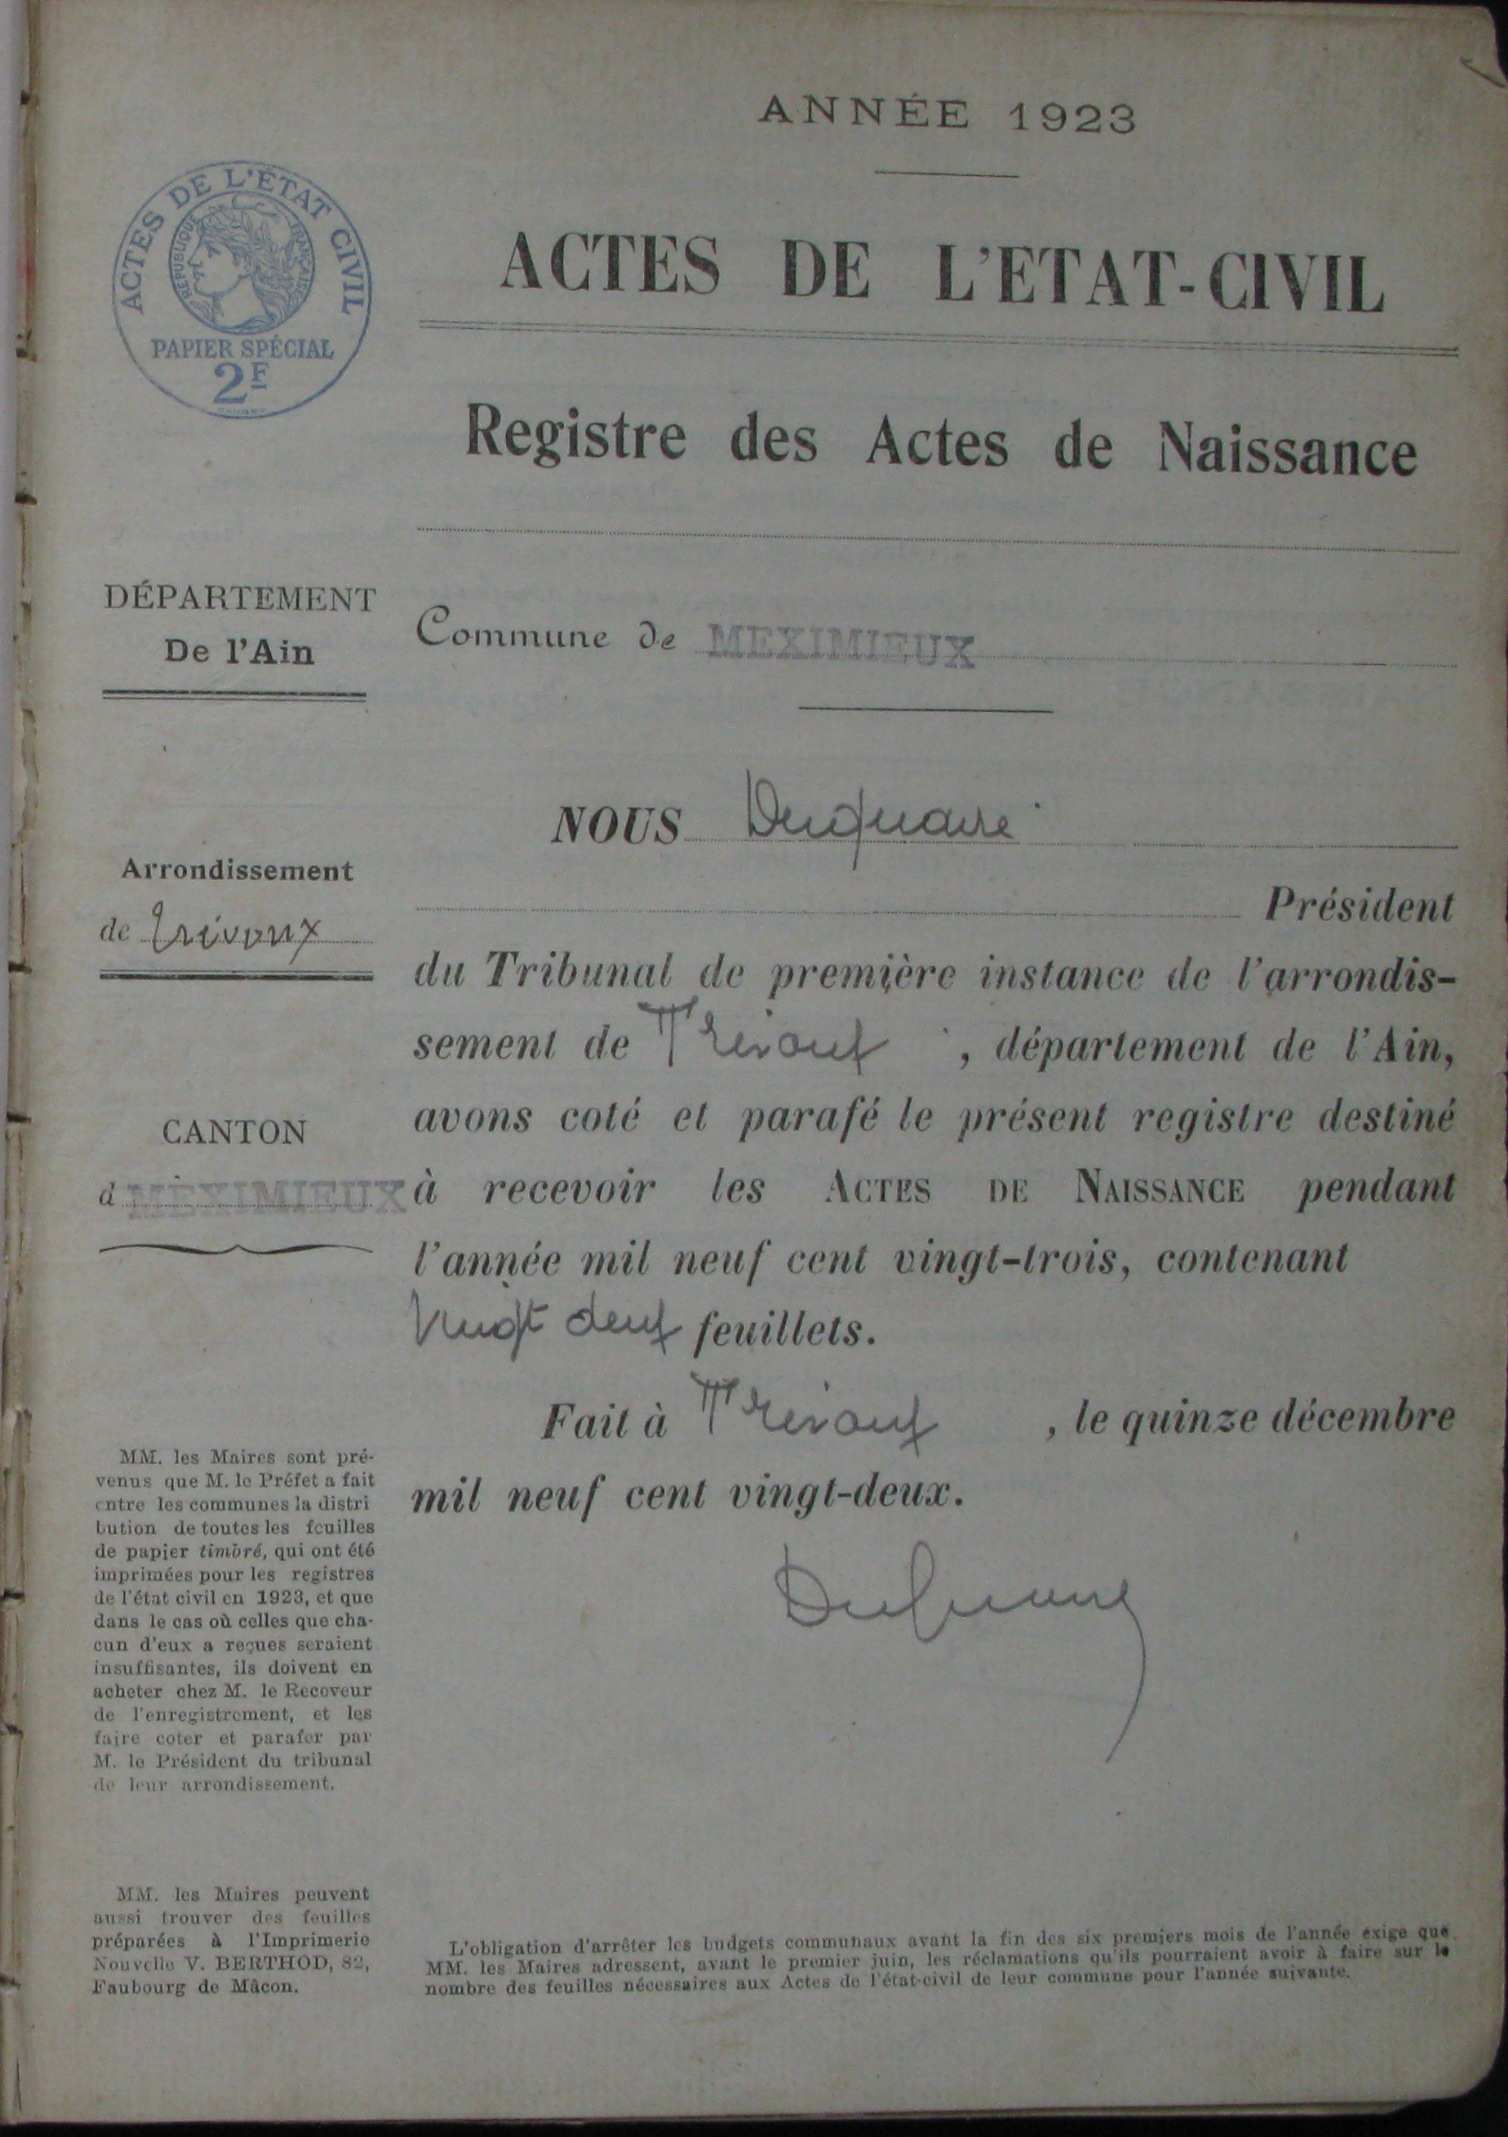 ANNÉE 1923
ACTES DE L'ÉTAT CIVIL
RÉPUBLIQUE FRANÇAISE
PAPIER SPÉCIAL
2F
ACTES DE L'ETAT-CIVIL
Registre des Actes de Naissance
DÉPARTEMENT
De l'Ain
Commune de MEXIMIEUX
Arrondissement
de Trévoux
CANTON
d MEXIMIEUX
NOUS Duquaire
Président
du Tribunal de première instance de l'arrondis-
sement de Trévoux, département de l'Ain,
avons coté et parafé le présent registre destiné
à recevoir les ACTES DE NAISSANCE pendant
l'année mil neuf cent vingt-trois, contenant
Vingt deux feuillets.
Fait à Trévoux, le quinze décembre
mil neuf cent vingt-deux.
Duquaire
MM. les Maires sont pré-
venus que M. le Préfet a fait
entre les communes la distri
bution de toutes les feuilles
de papier timbré, qui ont été
imprimées pour les registres
de l'état civil en 1923, et que
dans le cas où celles que cha-
cun d'eux a reçues seraient
insuffisantes, ils doivent en
acheter chez M. le Receveur
de l'enregistrement, et les
faire coter et parafer par
M. le Président du tribunal
de leur arrondissement.
MM. les Maires peuvent
aussi trouver des feuilles
préparées à l'Imprimerie
Nouvelle V. BERTHOD, 82,
Faubourg de Mâcon.
L'obligation d'arrêter les budgets communaux avant la fin des six premiers mois de l'année exige que
MM. les Maires adressent, avant le premier juin, les réclamations qu'ils pourraient avoir à faire sur le
nombre des feuilles nécessaires aux Actes de l'état-civil de leur commune pour l'année suivante.